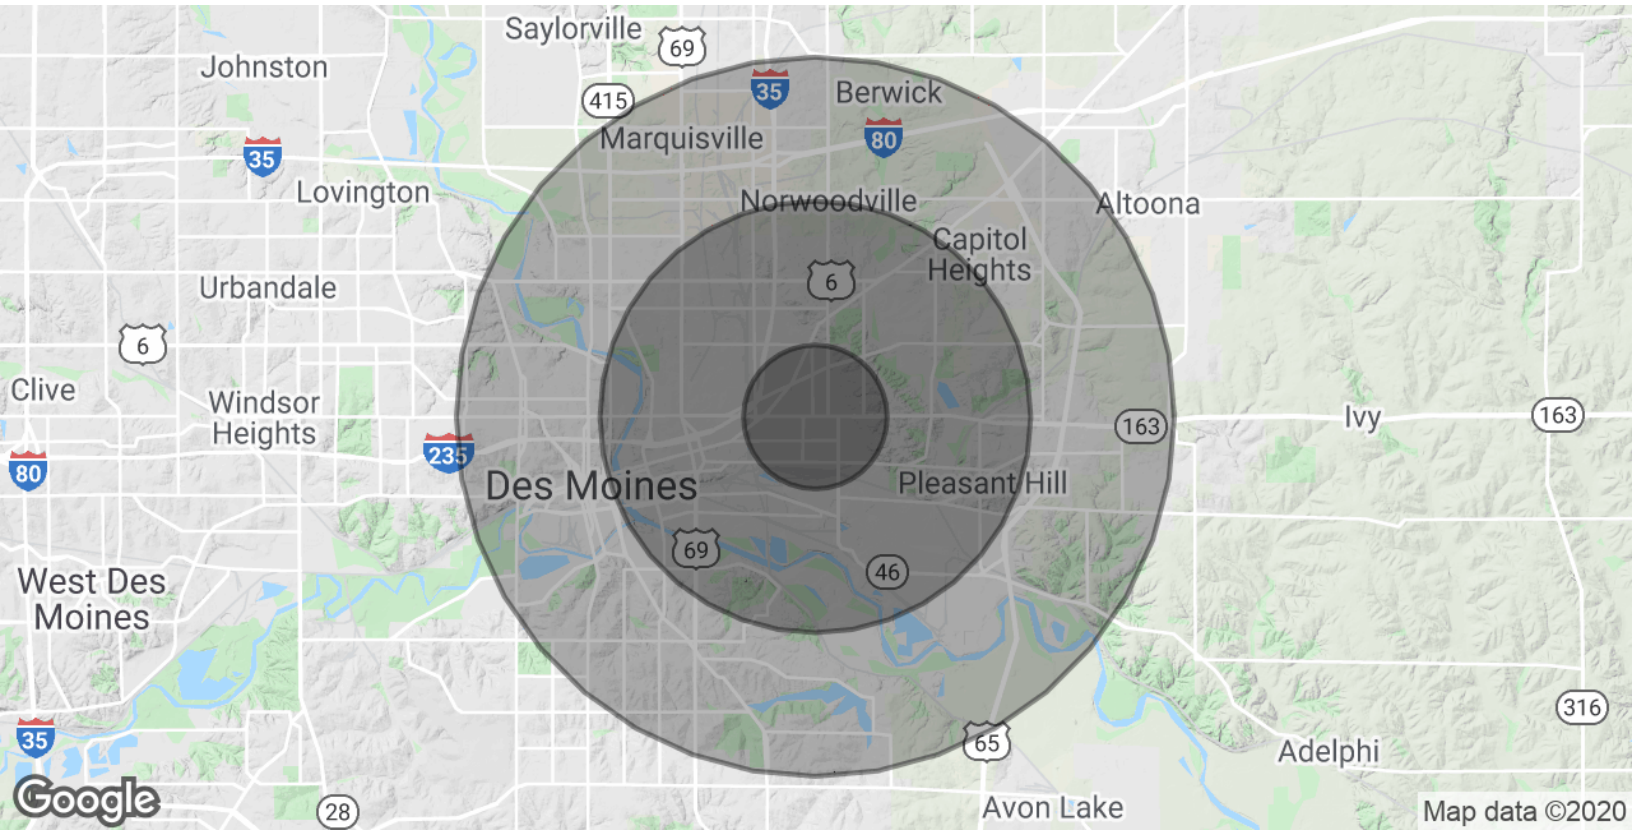 Saylorville
69
Johnston
35
Berwick
415
Marquisville
80
35
Lovington
Norwoodville
Altoona
Capitol
Heights
6
Urbandale
6
Clive
Windsor
Heights
163
163
Ivy
235
80
Des Moines
Pleasant Hill
69
46
West Des
Moines
316
35
65
Adelphi
Google
28
Avon Lake
Map data ©2020